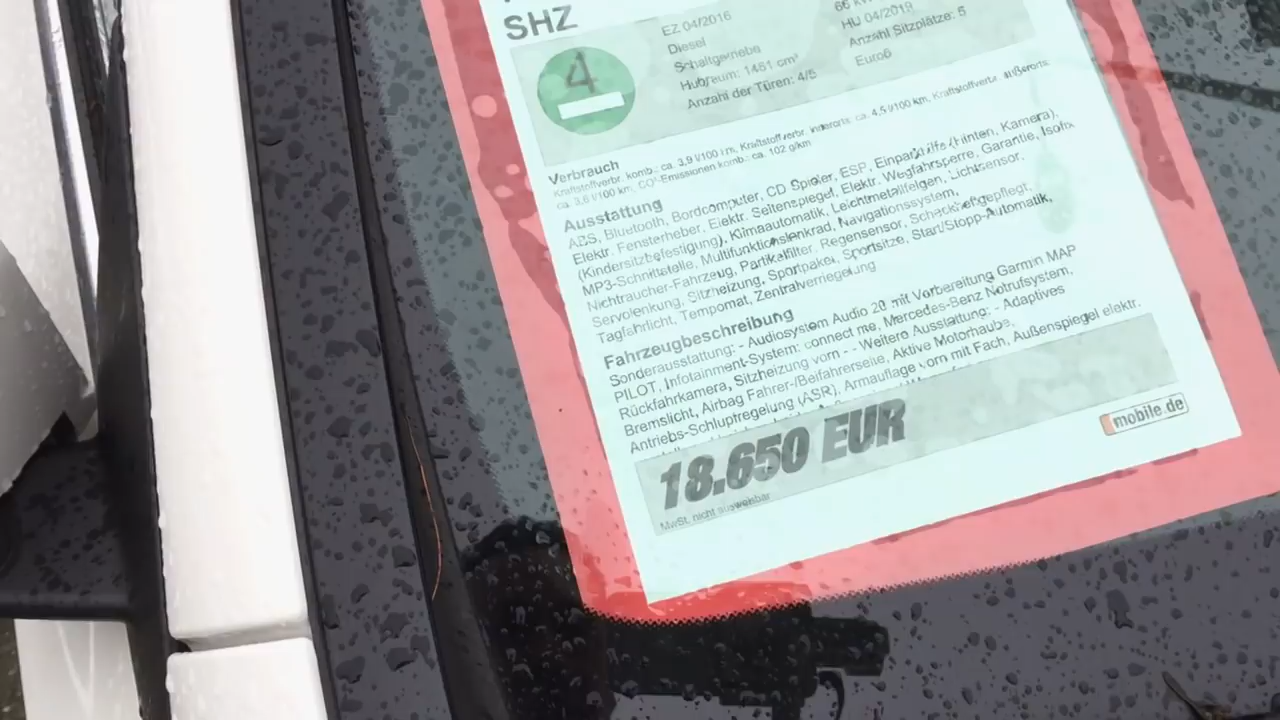 SHZ
4
EZ 04/2016
Diesel
Schaltgetriebe
Hubraum: 1461 cm³
Anzahl der Türen: 4/5
66 kW
HU 04/2019
Anzahl Sitzplätze: 5
Euro6
Verbrauch
Kraftstoffverbr. komb.: ca. 3,9 l/100 km, Kraftstoffverbr. innerorts: ca. 4,5 l/100 km, Kraftstoffverbr. außerorts:
ca. 3,6 l/100 km, CO²-Emissionen komb.: ca. 102 g/km
Ausstattung
ABS, Bluetooth, Bordcomputer, CD Spieler, ESP, Einparkhilfe (Hinten, Kamera),
Elektr. Fensterheber, Elektr. Seitenspiegel, Elektr. Wegfahrsperre, Garantie, Isofix
(Kindersitzbefestigung), Klimaautomatik, Leichtmetallfelgen, Lichtsensor,
MP3-Schnittstelle, Multifunktionslenkrad, Navigationssystem,
Nichtraucher-Fahrzeug, Partikelfilter, Regensensor, Scheckheftgepflegt,
Servolenkung, Sitzheizung, Sportpaket, Sportsitze, Start/Stopp-Automatik,
Tagfahrlicht, Tempomat, Zentralverriegelung
Fahrzeugbeschreibung
Sonderausstattung: - Audiosystem Audio 20 mit Vorbereitung Garmin MAP
PILOT, Infotainment-System: connect me, Mercedes-Benz Notrufsystem,
Rückfahrkamera, Sitzheizung vorn - - Weitere Ausstattung: - Adaptives
Bremslicht, Airbag Fahrer-/Beifahrerseite, Aktive Motorhaube,
Antriebs-Schlupfregelung (ASR), Armauflage vorn mit Fach, Außenspiegel elektr.
18.650 EUR
MwSt. nicht ausweisbar
mobile.de